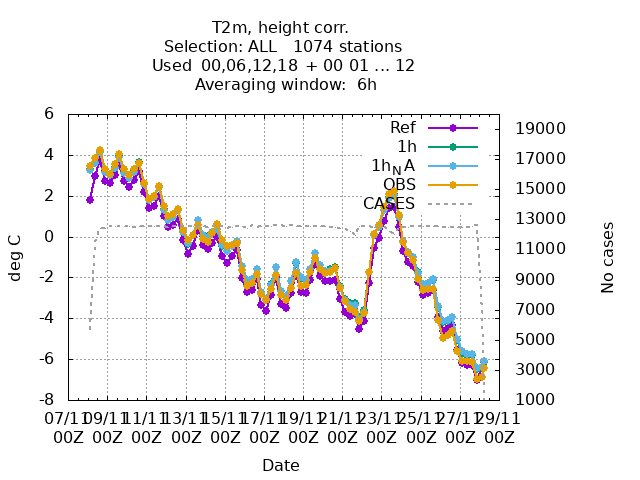 T2m, height corr.
Selection: ALL   1074 stations
Used  00,06,12,18 + 00 01 ... 12
Averaging window:  6h
Ref
1h
1h_NA
OBS
CASES
6
4
2
0
-2
-4
-6
-8
deg C
19000
17000
15000
13000
11000
9000
7000
5000
3000
1000
No cases
07/11 09/11 11/11 13/11 15/11 17/11 19/11 21/11 23/11 25/11 27/11 29/11
00Z 00Z 00Z 00Z 00Z 00Z 00Z 00Z 00Z 00Z 00Z 00Z
Date